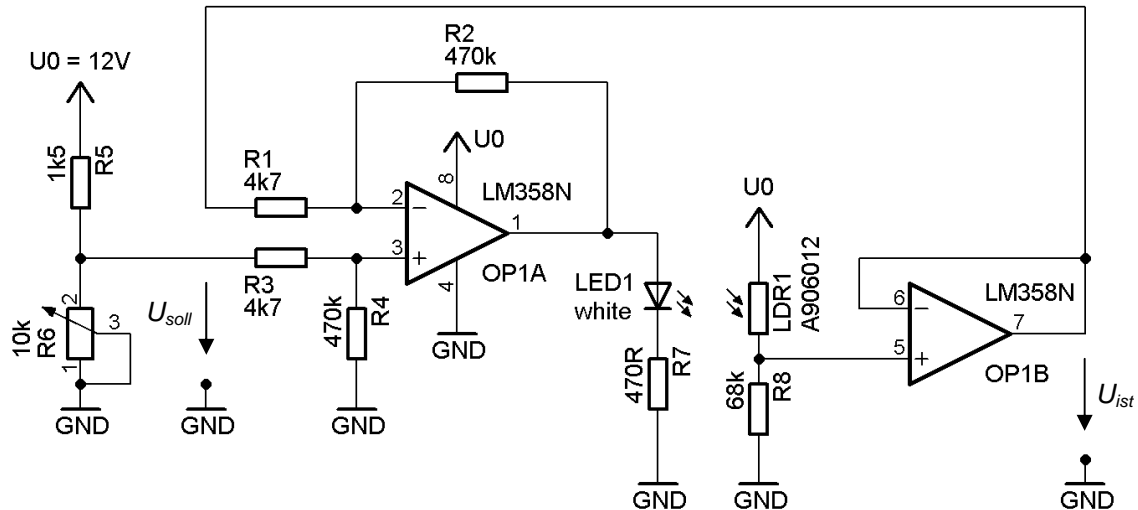 R2
470k
U0 = 12V
1k5
R5
R1
4k7
U0
8
LM358N
2
1
3
4
OP1A
R3
4k7
470k
R4
GND
2
10k
R6
3
1
GND
Usoll
GND
LED1
white
470R
R7
GND
U0
LDR1
A906012
68k
R8
GND
6
5
7
LM358N
OP1B
Uist
GND